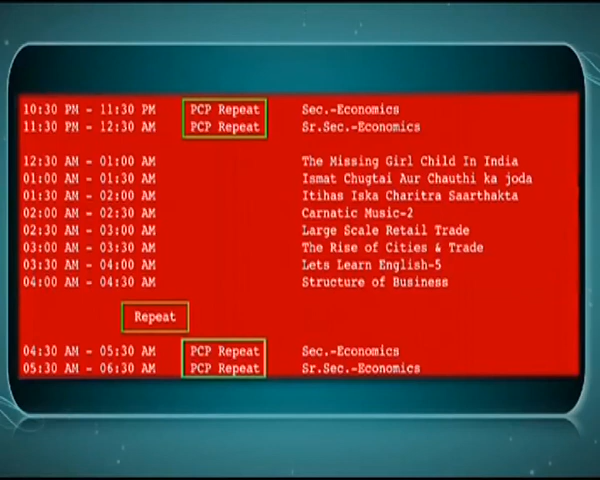 10:30 PM - 11:30 PM PCP Repeat Sec.-Economics
11:30 PM - 12:30 AM PCP Repeat Sr.Sec.-Economics
12:30 AM - 01:00 AM The Missing Girl Child In India
01:00 AM - 01:30 AM Ismat Chugtai Aur Chauthi ka joda
01:30 AM - 02:00 AM Itihas Iska Charitra Saarthakta
02:00 AM - 02:30 AM Carnatic Music-2
02:30 AM - 03:00 AM Large Scale Retail Trade
03:00 AM - 03:30 AM The Rise of Cities & Trade
03:30 AM - 04:00 AM Lets Learn English-5
04:00 AM - 04:30 AM Structure of Business
Repeat
04:30 AM - 05:30 AM PCP Repeat Sec.-Economics
05:30 AM - 06:30 AM PCP Repeat Sr.Sec.-Economics